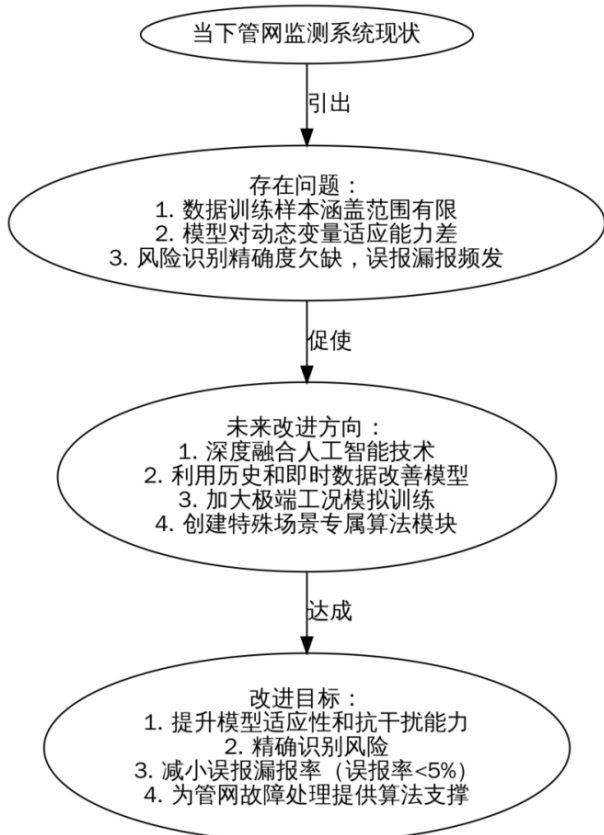 当下管网监测系统现状
引出
存在问题：
1. 数据训练样本涵盖范围有限
2. 模型对动态变量适应能力差
3. 风险识别精确度欠缺，误报漏报频发
促使
未来改进方向：
1. 深度融合人工智能技术
2. 利用历史和即时数据改善模型
3. 加大极端工况模拟训练
4. 创建特殊场景专属算法模块
达成
改进目标：
1. 提升模型适应性和抗干扰能力
2. 精确识别风险
3. 减小误报漏报率（误报率<5%）
4. 为管网故障处理提供算法支撑